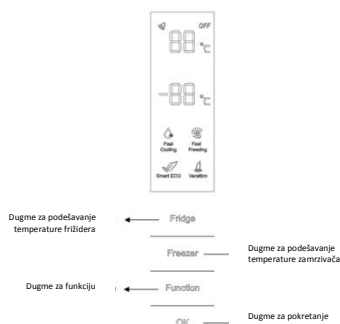 OFF
88 °C
-88 °C
Fast Cooling
Fast Freezing
Smart ECO
Vacation
Dugme za podešavanje
temperature frižidera
Fridge
Freezer
Dugme za podešavanje
temperature zamrzivača
Dugme za funkciju
Function
OK
Dugme za pokretanje